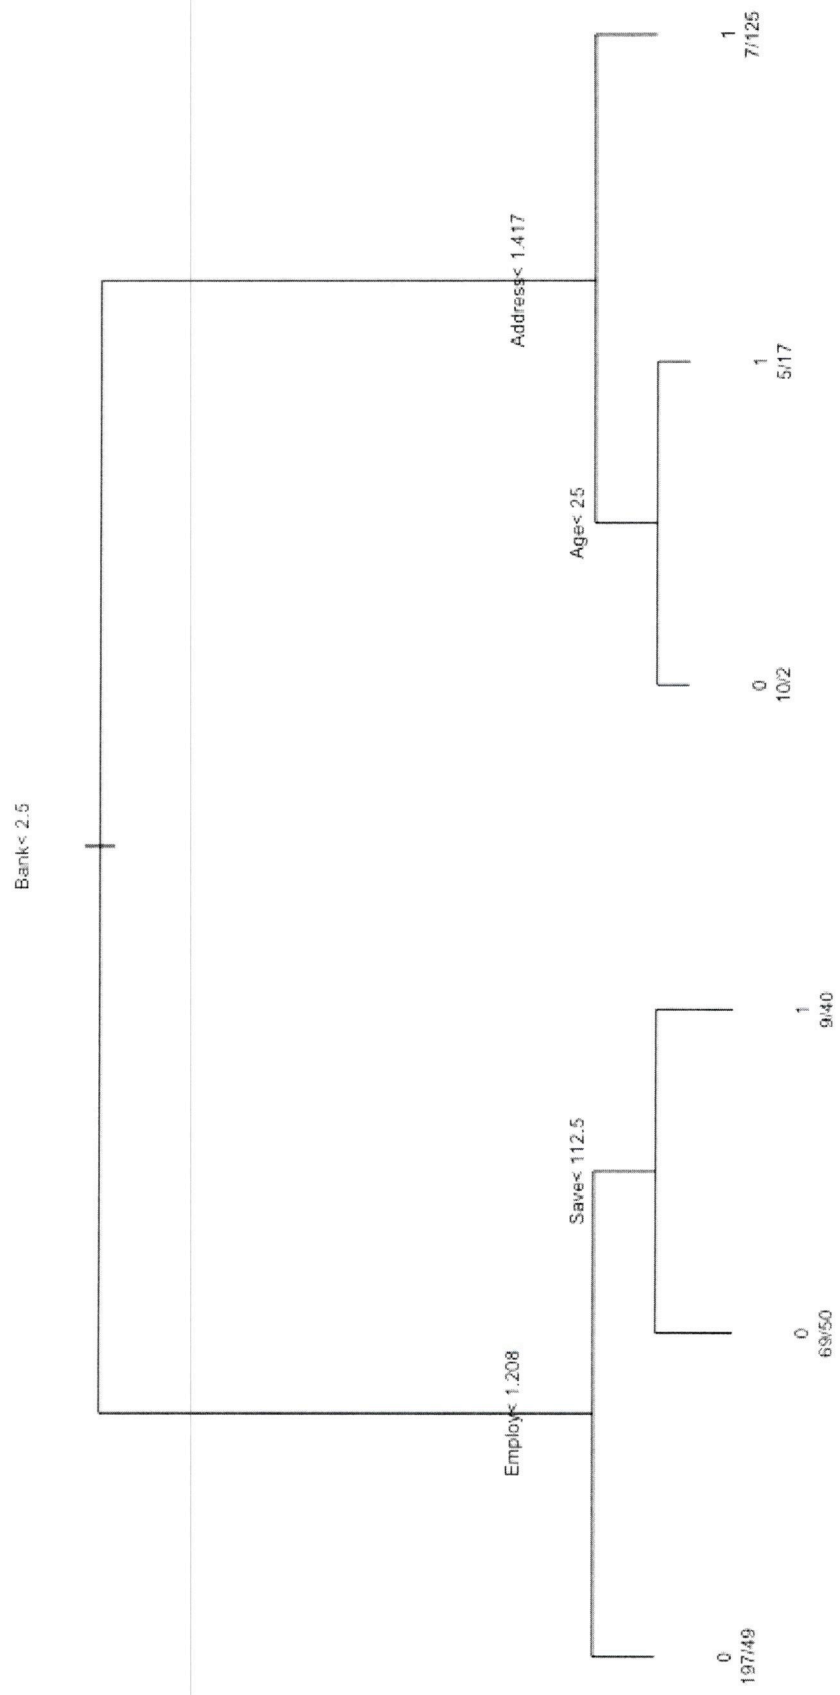 Bank< 2.5
Employ< 1.208
Address< 1.417
Save< 112.5
Age< 25
0
197/49
0
69/50
1
9/40
0
10/2
1
5/17
1
7/125